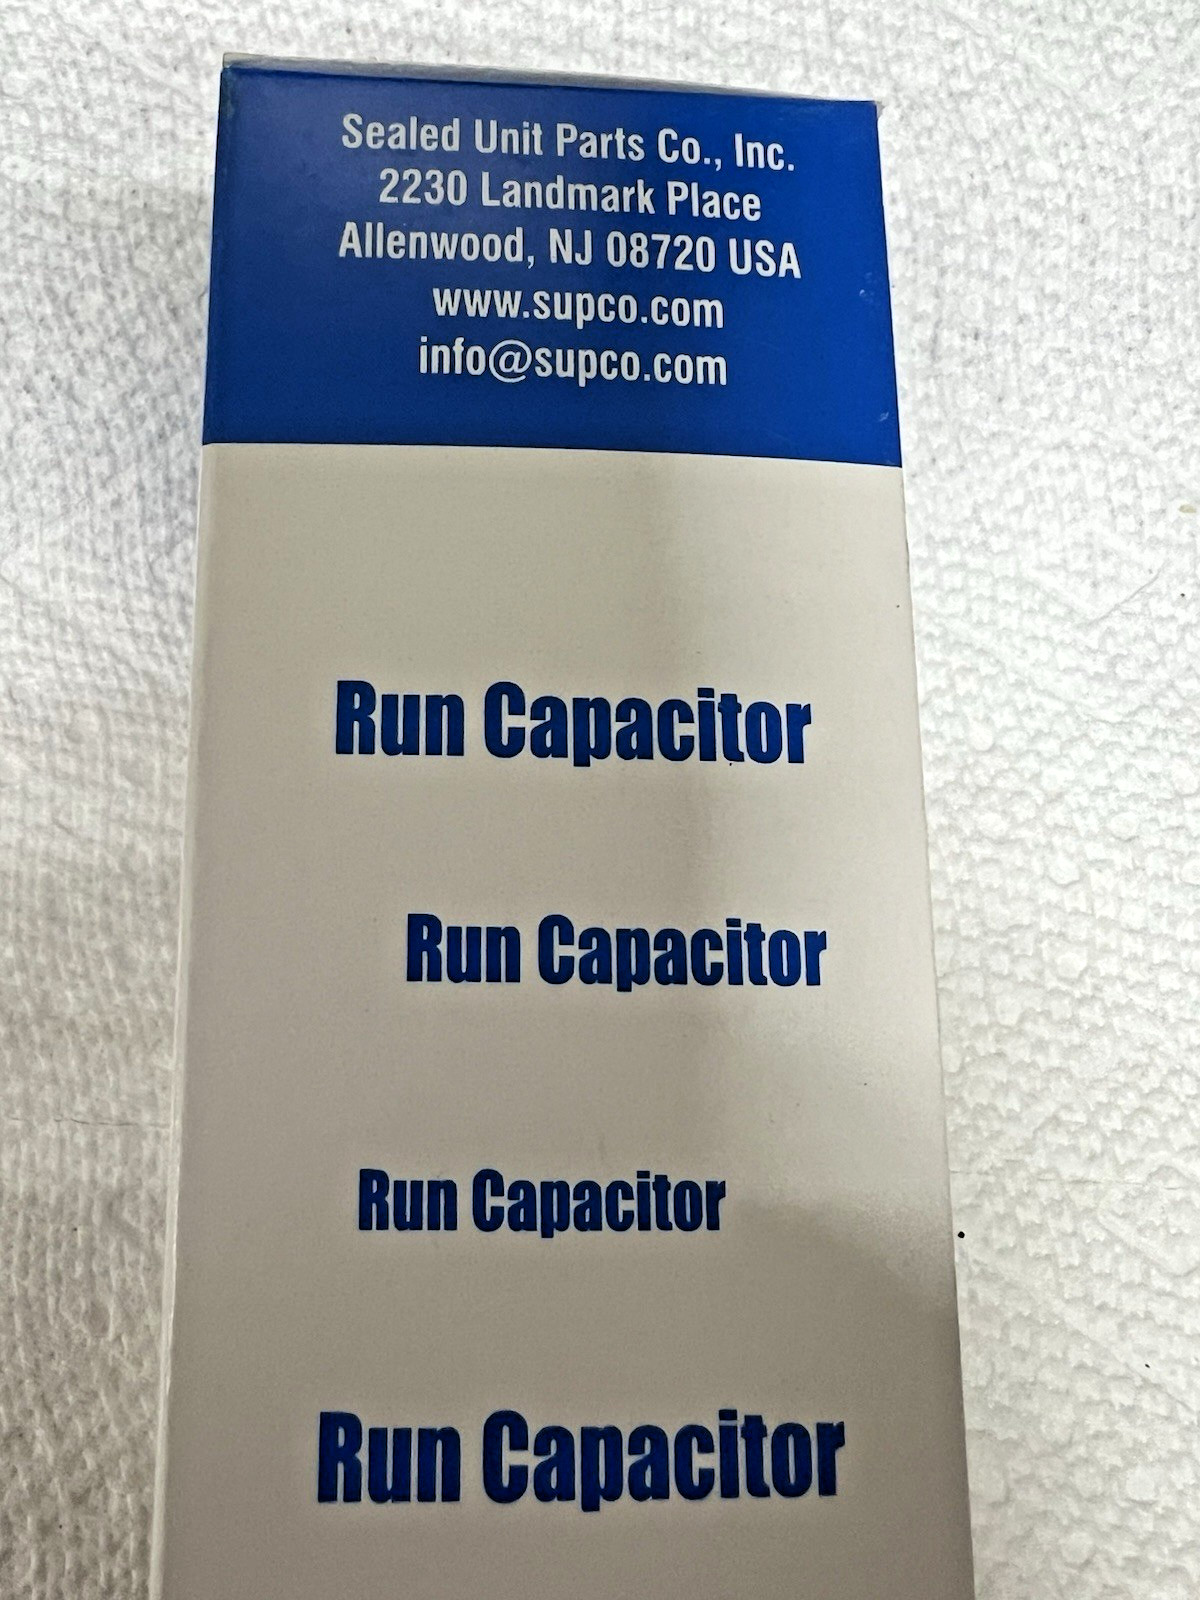 Sealed Unit Parts Co., Inc.
2230 Landmark Place
Allenwood, NJ 08720 USA
www.supco.com
info@supco.com
Run Capacitor
Run Capacitor
Run Capacitor
Run Capacitor